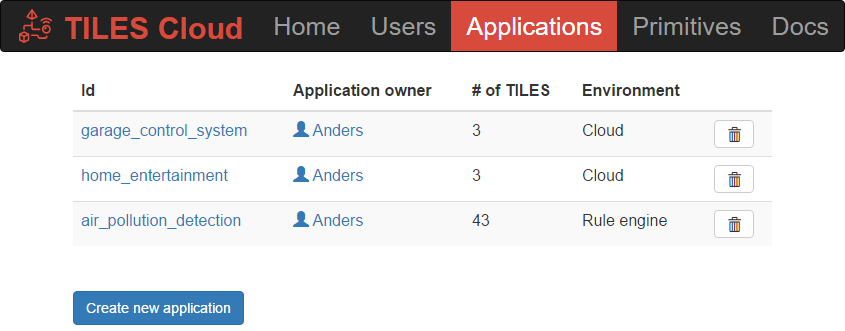 TILES Cloud Home Users Applications Primitives Docs
Id Application owner # of TILES Environment
garage_control_system Anders 3 Cloud
home_entertainment Anders 3 Cloud
air_pollution_detection Anders 43 Rule engine
Create new application